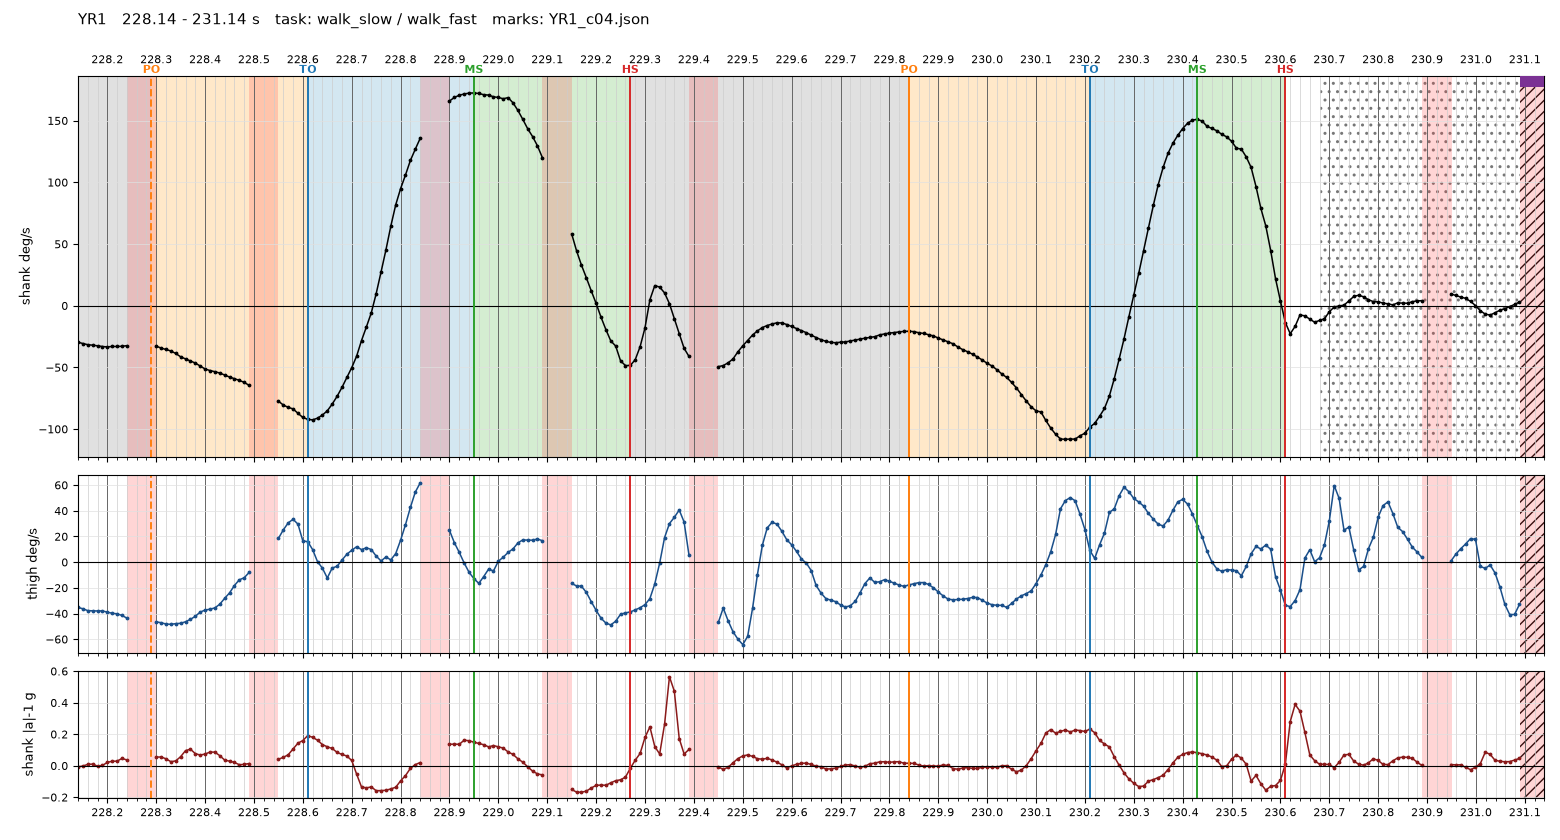 YR1 228.14 - 231.14 s task: walk_slow / walk_fast marks: YR1_c04.json
228.2 228.3 228.4 228.5 228.6 228.7 228.8 228.9 229.0 229.1 229.2 229.3 229.4 229.5 229.6 229.7 229.8 229.9 230.0 230.1 230.2 230.3 230.4 230.5 230.6 230.7 230.8 230.9 231.0 231.1
PO TO MS HS PO TO MS HS
shank deg/s
150
100
50
0
−50
−100
thigh deg/s
60
40
20
0
−20
−40
−60
shank |a|-1 g
0.6
0.4
0.2
0.0
−0.2
228.2 228.3 228.4 228.5 228.6 228.7 228.8 228.9 229.0 229.1 229.2 229.3 229.4 229.5 229.6 229.7 229.8 229.9 230.0 230.1 230.2 230.3 230.4 230.5 230.6 230.7 230.8 230.9 231.0 231.1